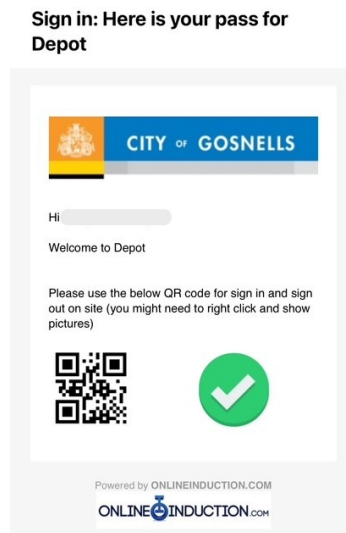 Sign in: Here is your pass for
Depot
CITY OF GOSNELLS
Hi
Welcome to Depot
Please use the below QR code for sign in and sign
out on site (you might need to right click and show
pictures)
Powered by ONLINEINDUCTION.COM
ONLINE INDUCTION.COM